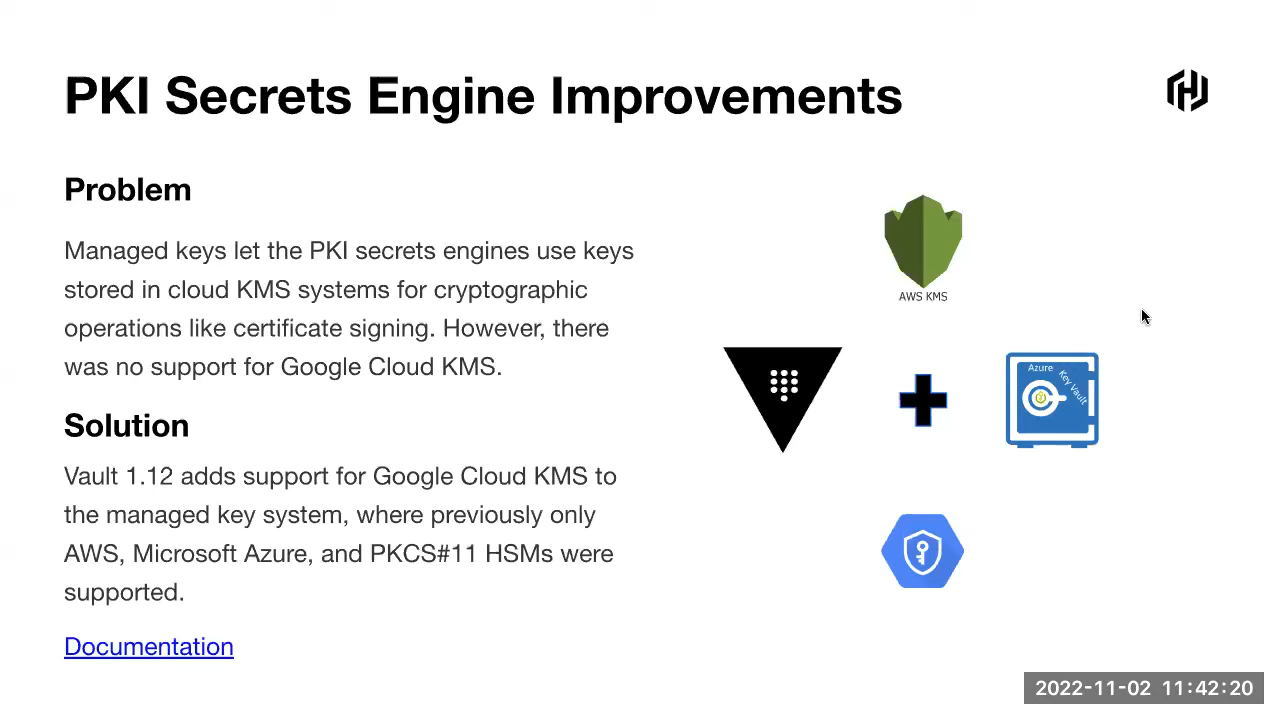 PKI Secrets Engine Improvements
Problem
Managed keys let the PKI secrets engines use keys
stored in cloud KMS systems for cryptographic
operations like certificate signing. However, there
was no support for Google Cloud KMS.
Solution
Vault 1.12 adds support for Google Cloud KMS to
the managed key system, where previously only
AWS, Microsoft Azure, and PKCS#11 HSMs were
supported.
Documentation
AWS KMS
Azure
Key Vault
2022-11-02 11:42:20